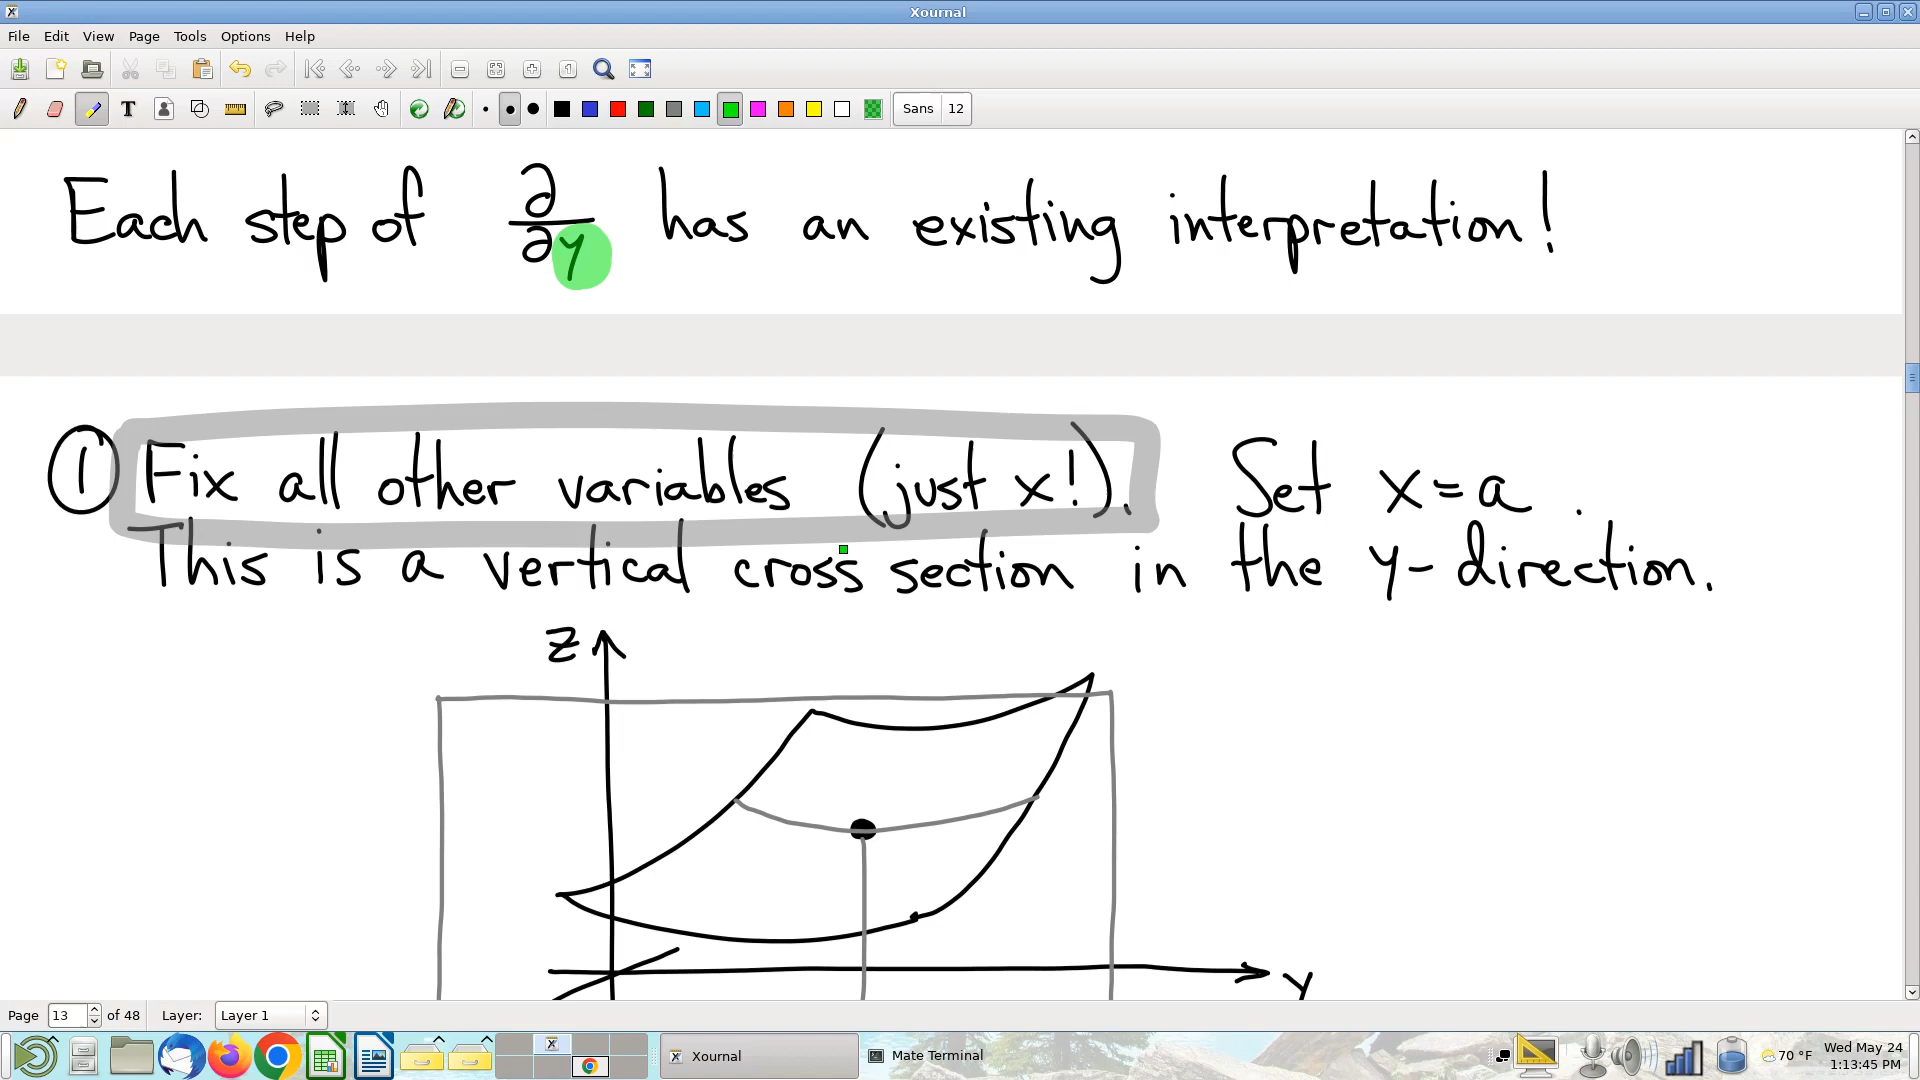 Xournal
File Edit View Page Tools Options Help
Sans 12
Each step of ∂/∂y has an existing interpretation!
① Fix all other variables (just x!). Set x=a.
This is a vertical cross section in the y-direction.
z
y
Page 13 of 48 Layer: Layer 1
Xournal Mate Terminal 70 °F Wed May 24
1:13:45 PM